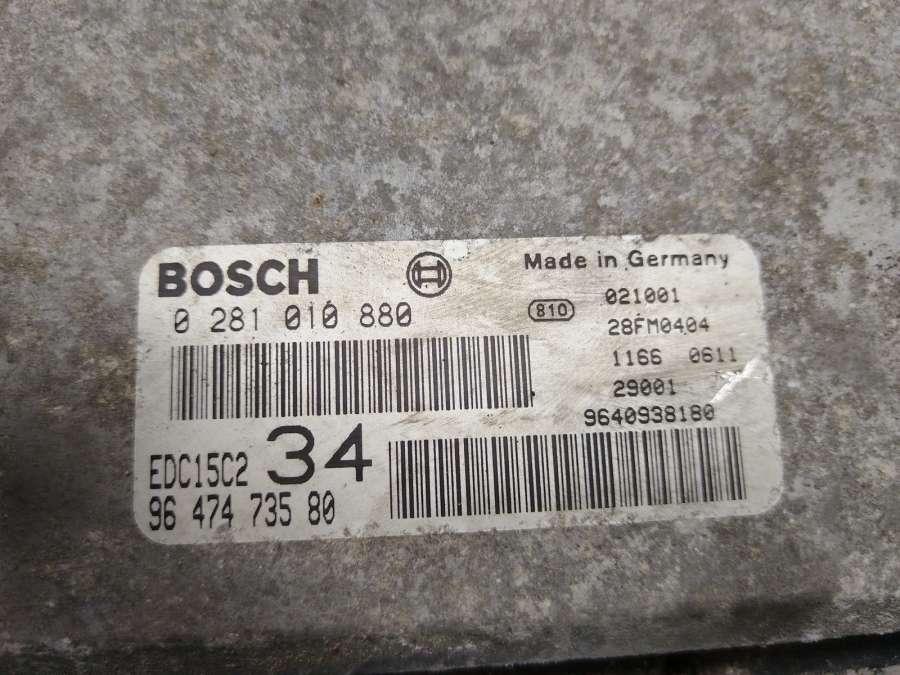 BOSCH
Made in Germany
0 281 010 880
810
021001
28FM0404
1166 0611
29001
9640938180
EDC15C2 34
96 474 735 80